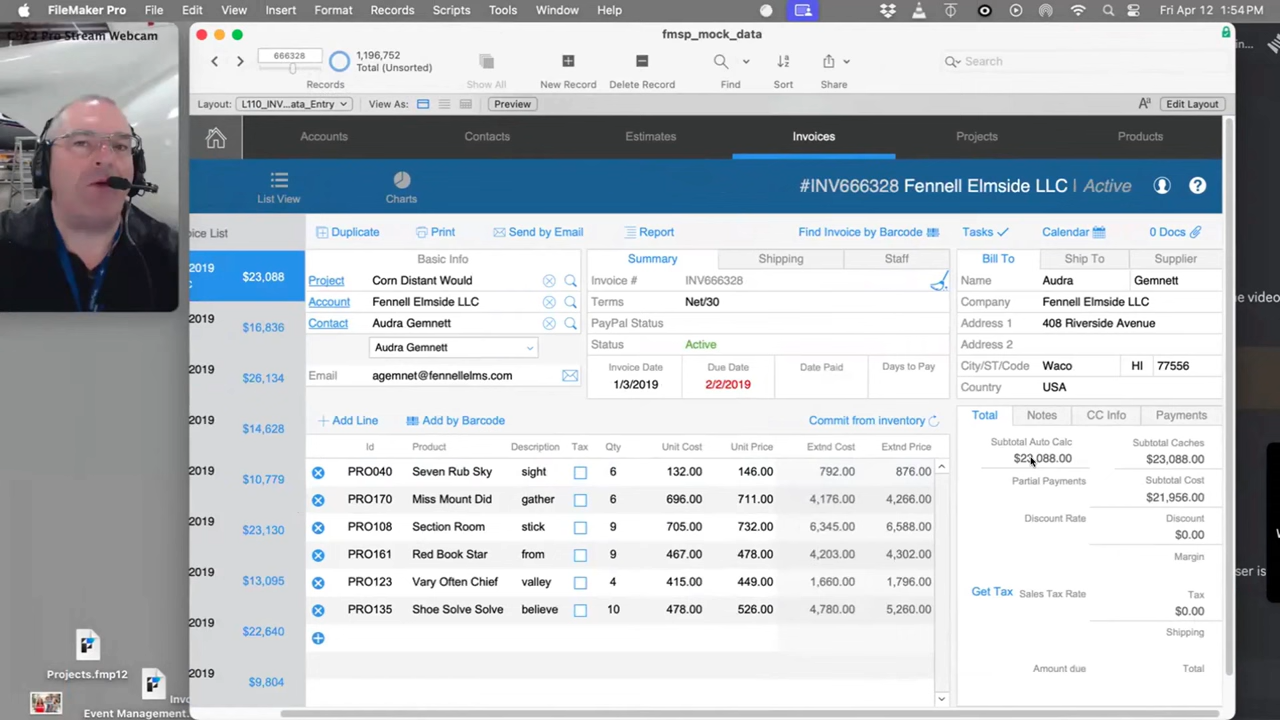 FileMaker Pro File Edit View Insert Format Records Scripts Tools Window Help Fri Apr 12 1:54 PM
Pro Stream Webcam
fmsp_mock_data
666328 1,196,752
Total (Unsorted)
Search
Records Show All New Record Delete Record Find Sort Share
Layout: L110_INV...ata_Entry View As: Preview Aa Edit Layout
Accounts Contacts Estimates Invoices Projects Products
List View Charts #INV666328 Fennell Elmside LLC | Active
Duplicate Print Send by Email Report Find Invoice by Barcode Tasks Calendar 0 Docs
Basic Info
Project Corn Distant Would
Account Fennell Elmside LLC
Contact Audra Gemnett
Audra Gemnett
Email agemnet@fennellelms.com
Summary Shipping Staff
Invoice # INV666328
Terms Net/30
PayPal Status
Status Active
Invoice Date Due Date Date Paid Days to Pay
1/3/2019 2/2/2019
Bill To Ship To Supplier
Name Audra Gemnett
Company Fennell Elmside LLC
Address 1 408 Riverside Avenue
Address 2
City/ST/Code Waco HI 77556
Country USA
2019 $23,088
2019 $16,836
2019 $26,134
2019 $14,628
2019 $10,779
2019 $23,130
2019 $13,095
2019 $22,640
2019 $9,804
Add Line Add by Barcode Commit from inventory
Id Product Description Tax Qty Unit Cost Unit Price Extnd Cost Extnd Price
PRO040 Seven Rub Sky sight 6 132.00 146.00 792.00 876.00
PRO170 Miss Mount Did gather 6 696.00 711.00 4,176.00 4,266.00
PRO108 Section Room stick 9 705.00 732.00 6,345.00 6,588.00
PRO161 Red Book Star from 9 467.00 478.00 4,203.00 4,302.00
PRO123 Vary Often Chief valley 4 415.00 449.00 1,660.00 1,796.00
PRO135 Shoe Solve Solve believe 10 478.00 526.00 4,780.00 5,260.00
Total Notes CC Info Payments
Subtotal Auto Calc Subtotal Caches
$23,088.00 $23,088.00
Partial Payments Subtotal Cost
$21,956.00
Discount Rate Discount
$0.00
Margin
Get Tax Sales Tax Rate Tax
$0.00
Shipping
Amount due Total
Projects.fmp12
Event Management.